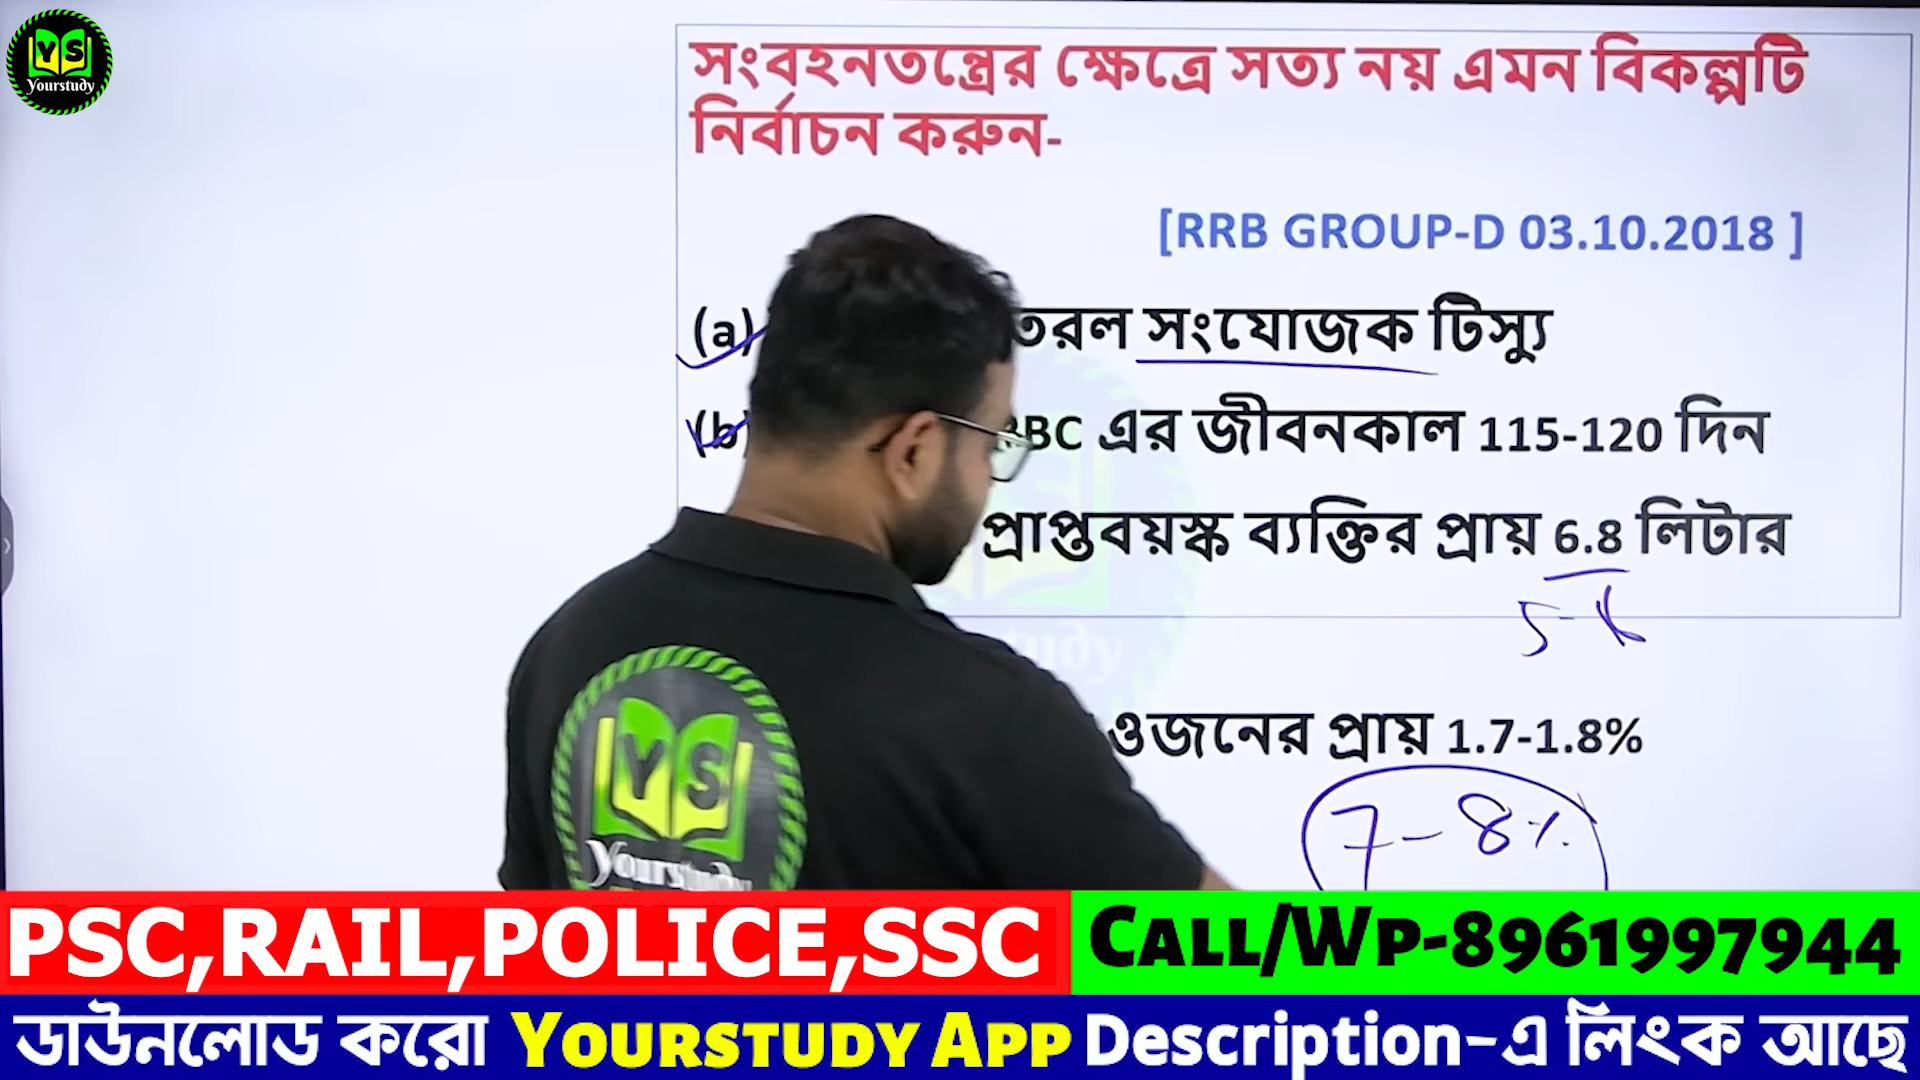 YS
Yourstudy
সংবহনতন্ত্রের ক্ষেত্রে সত্য নয় এমন বিকল্পটি
নির্বাচন করুন-
[RRB GROUP-D 03.10.2018 ]
(a) তরল সংযোজক টিস্যু
(b) RBC এর জীবনকাল 115-120 দিন
প্রাপ্তবয়স্ক ব্যক্তির প্রায় 6.8 লিটার
5-6
ওজনের প্রায় 1.7-1.8%
7-8%
YS
Yourstudy
PSC,RAIL,POLICE,SSC
CALL/WP-8961997944
ডাউনলোড করো YOURSTUDY APP Description-এ লিংক আছে